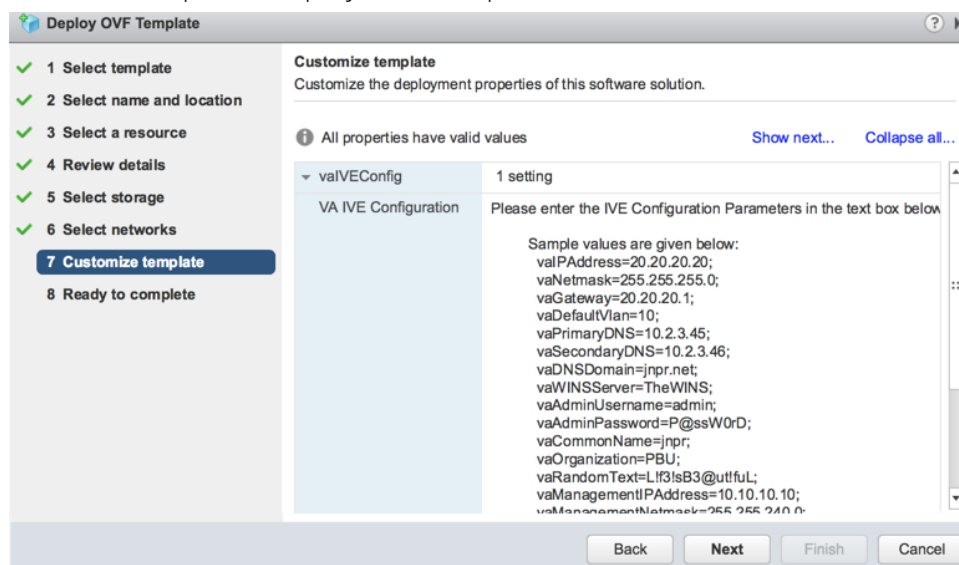 Deploy OVF Template
?
1 Select template
2 Select name and location
3 Select a resource
4 Review details
5 Select storage
6 Select networks
7 Customize template
8 Ready to complete
Customize template
Customize the deployment properties of this software solution.
All properties have valid values
Show next...
Collapse all...
vaIVEConfig
1 setting
VA IVE Configuration
Please enter the IVE Configuration Parameters in the text box below
Sample values are given below:
vaIPAddress=20.20.20.20;
vaNetmask=255.255.255.0;
vaGateway=20.20.20.1;
vaDefaultVlan=10;
vaPrimaryDNS=10.2.3.45;
vaSecondaryDNS=10.2.3.46;
vaDNSDomain=jnpr.net;
vaWINSServer=TheWINS;
vaAdminUsername=admin;
vaAdminPassword=P@ssW0rD;
vaCommonName=jnpr;
vaOrganization=PBU;
vaRandomText=L!f3!sB3@ut!fuL;
vaManagementIPAddress=10.10.10.10;
vaManagementNetmask=255.255.240.0;
Back
Next
Finish
Cancel